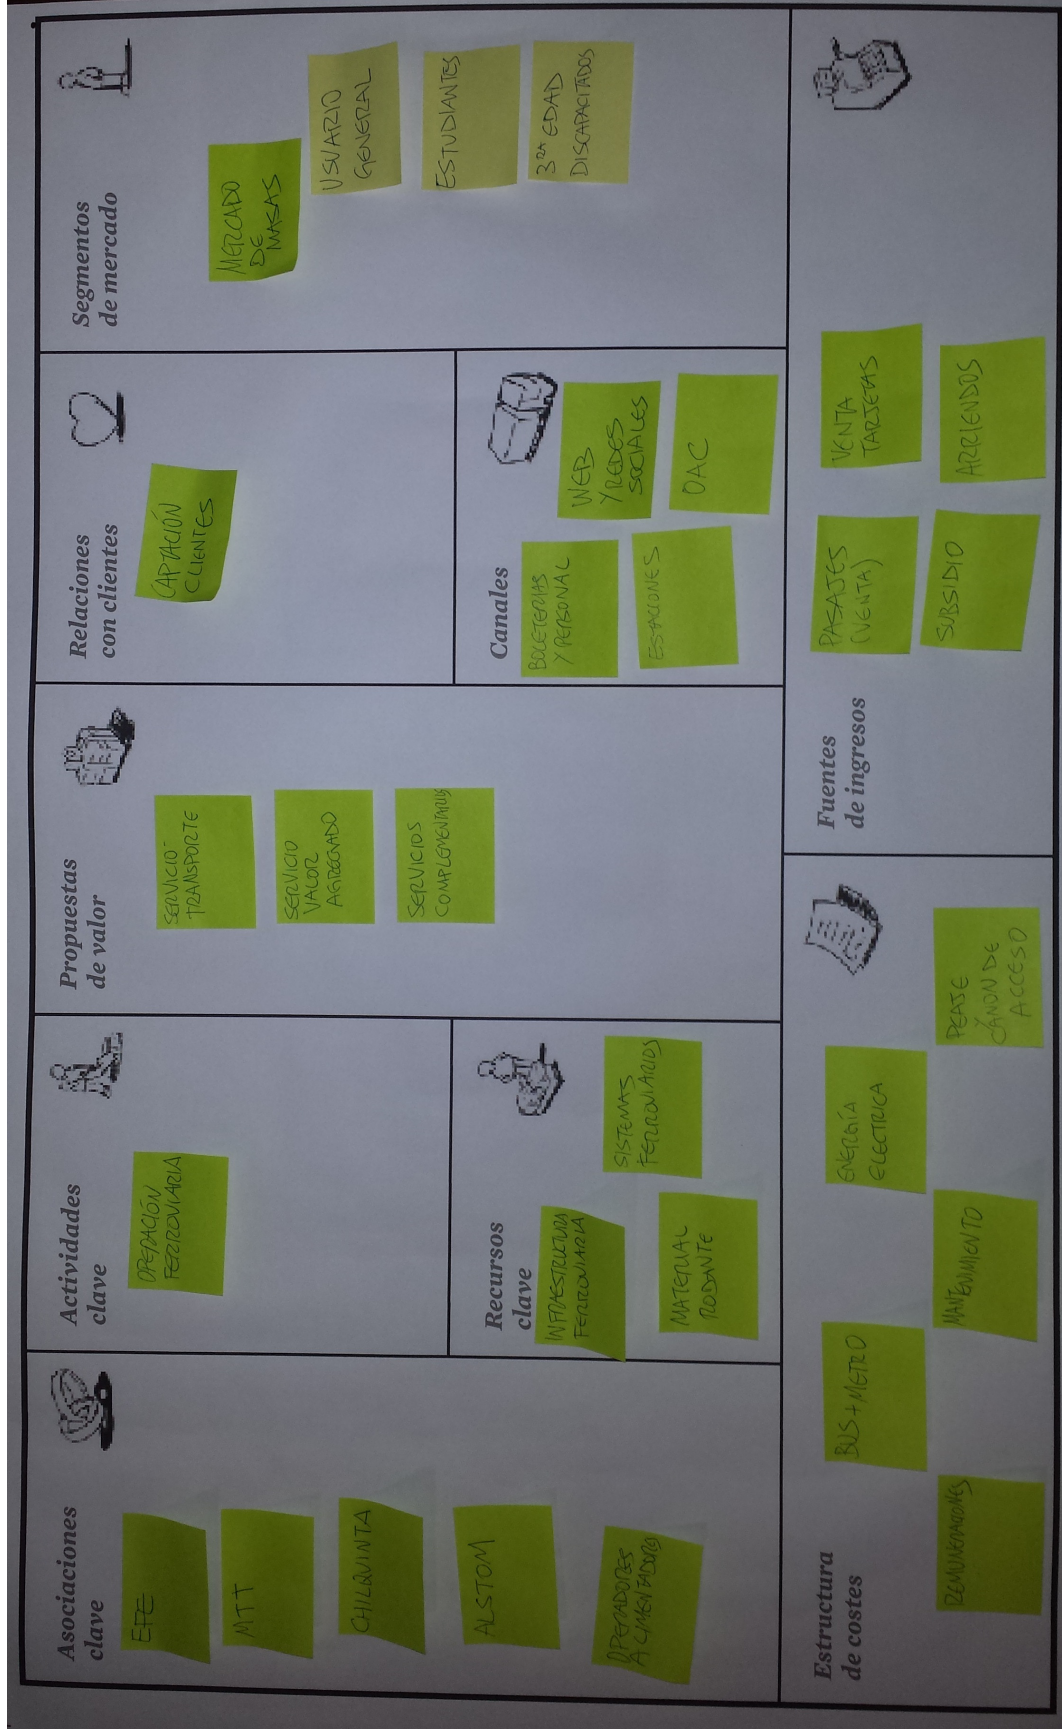 Asociaciones
clave
EFE
MTT
CHILQUINTA
ALSTOM
OPERADORES
ALIMENTADORES
Actividades
clave
OPERACIÓN
FERROVIARIA
Recursos
clave
INFRAESTRUCTURA
FERROVIARIA
SISTEMAS
FERROVIARIOS
MATERIAL
RODANTE
Propuestas
de valor
SERVICIO-
TRANSPORTE
SERVICIO
VALOR
AGREGADO
SERVICIOS
COMPLEMENTARIOS
Relaciones
con clientes
CAPTACIÓN
CLIENTES
Canales
BOLETERIAS
Y PERSONAL
WEB
Y REDES
SOCIALES
ESTACIONES
OAC
Segmentos
de mercado
MERCADO
DE
MASAS
USUARIO
GENERAL
ESTUDIANTES
3RA EDAD
DISCAPACITADOS
Estructura
de costes
REMUNERACIONES
BUS + METRO
MANTENIMIENTO
ENERGÍA
ELECTRICA
PEAJE
Y
CANON DE
ACCESO
Fuentes
de ingresos
PASAJES
(VENTA)
SUBSIDIO
VENTA
TARJETAS
ARRIENDOS